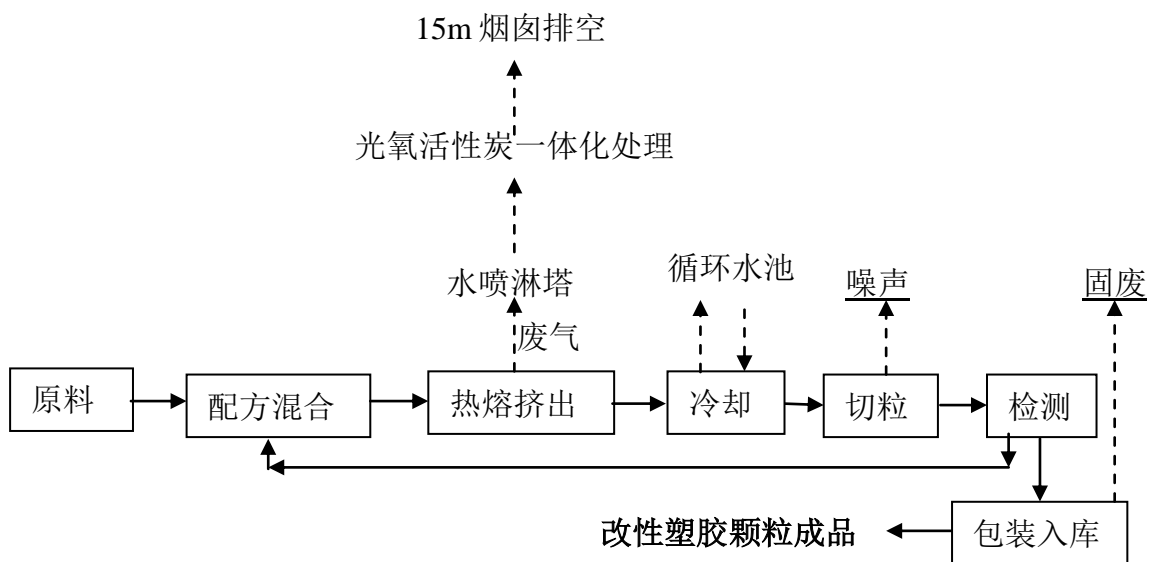 15m 烟囱排空
光氧活性炭一体化处理
水喷淋塔
循环水池
噪声
固废
废气
原料
配方混合
热熔挤出
冷却
切粒
检测
改性塑胶颗粒成品
包装入库